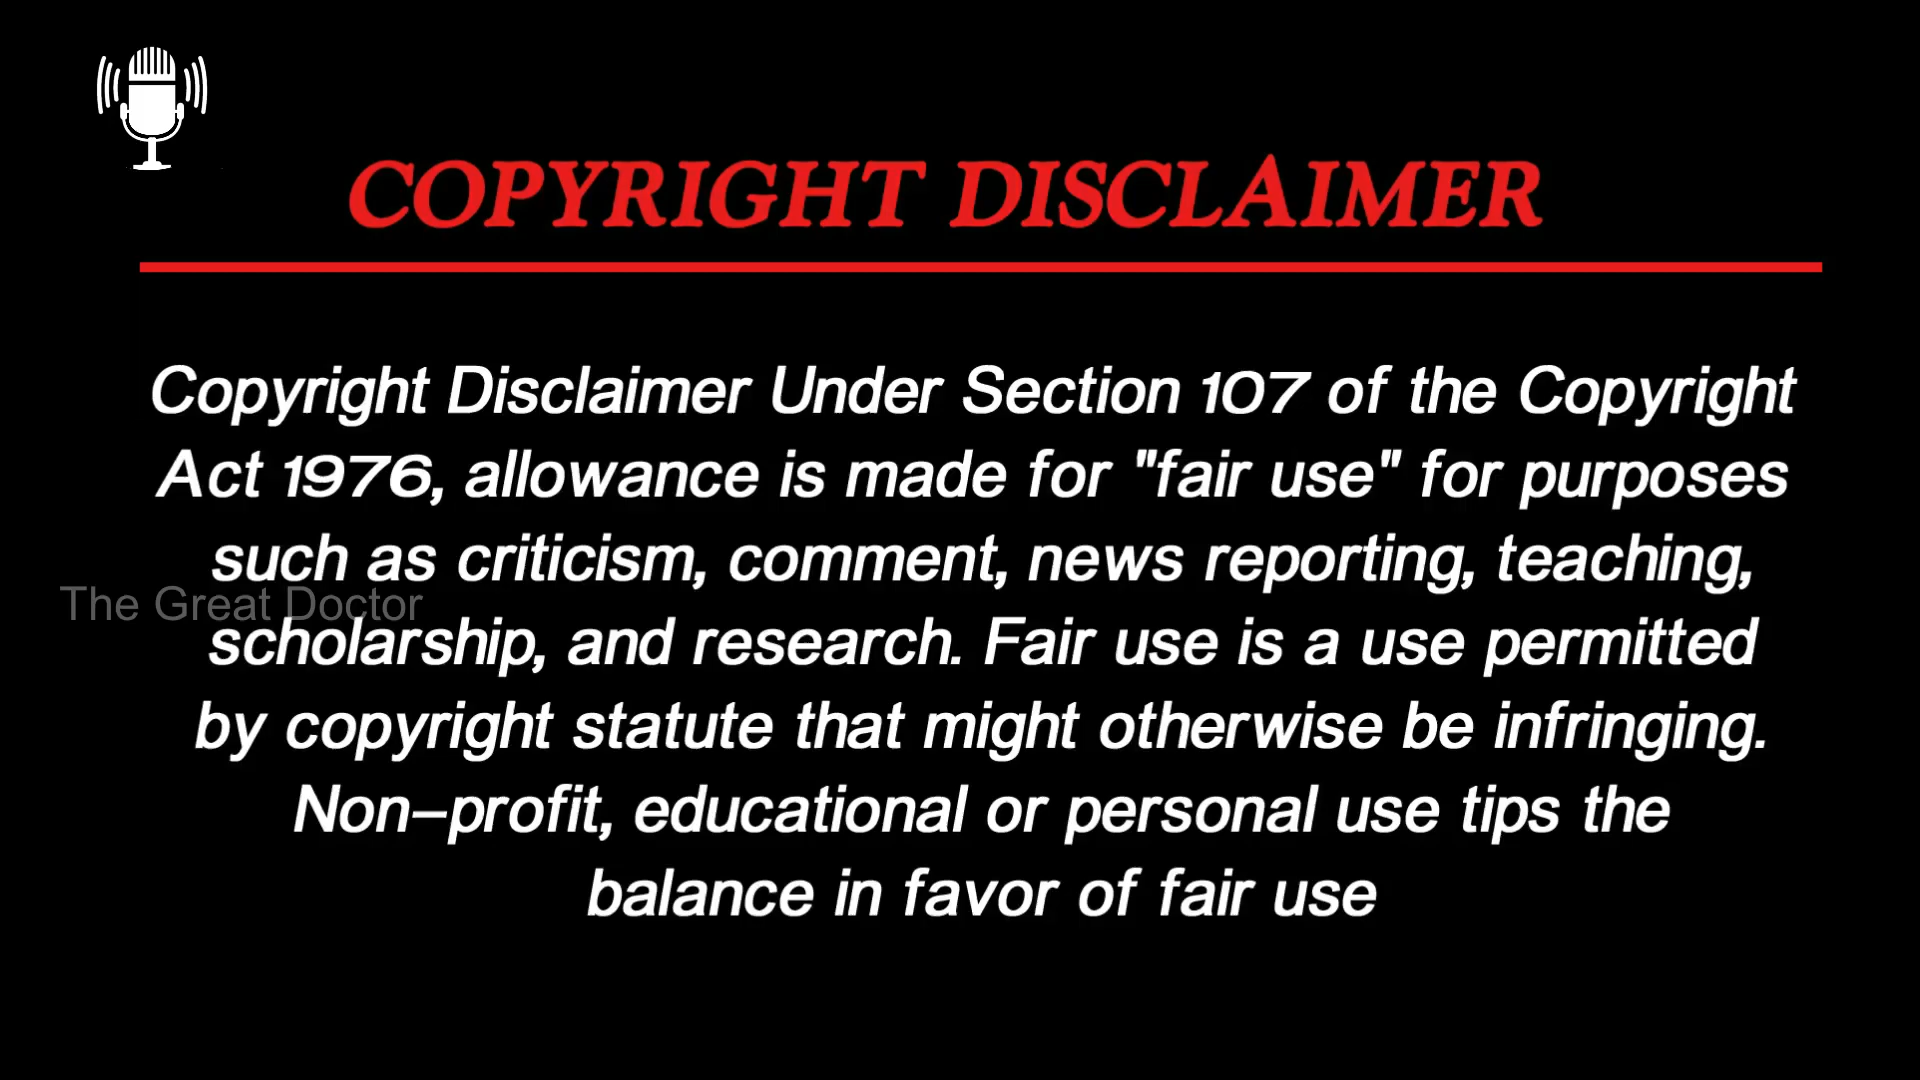 COPYRIGHT DISCLAIMER
Copyright Disclaimer Under Section 107 of the Copyright
Act 1976, allowance is made for "fair use" for purposes
such as criticism, comment, news reporting, teaching,
The Great Doctor
scholarship, and research. Fair use is a use permitted
by copyright statute that might otherwise be infringing.
Non-profit, educational or personal use tips the
balance in favor of fair use